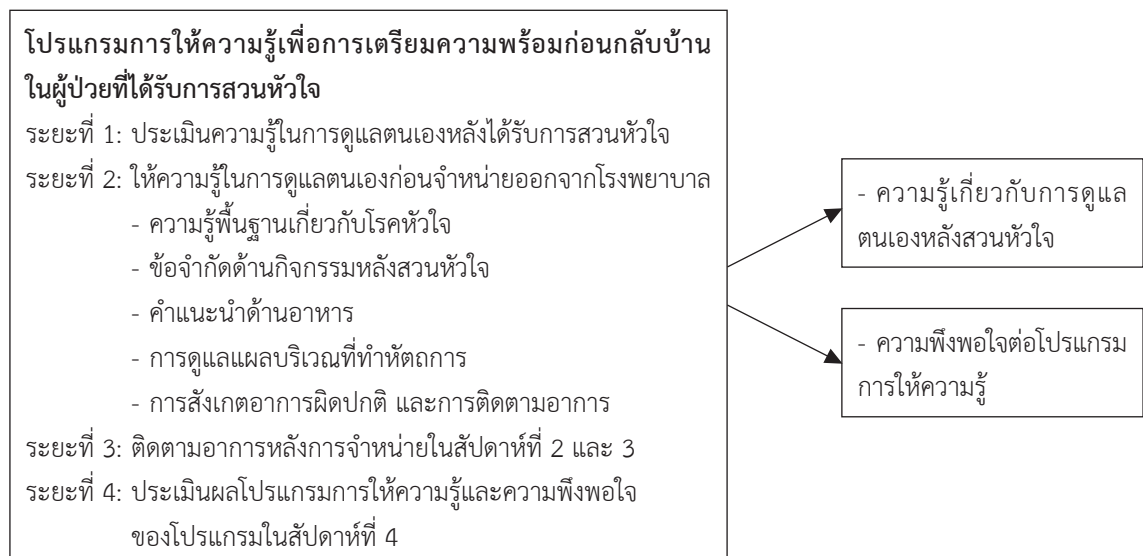 โปรแกรมการให้ความรู้เพื่อการเตรียมความพร้อมก่อนกลับบ้าน
ในผู้ป่วยที่ได้รับการสวนหัวใจ
ระยะที่ 1: ประเมินความรู้ในการดูแลตนเองหลังได้รับการสวนหัวใจ
ระยะที่ 2: ให้ความรู้ในการดูแลตนเองก่อนจำหน่ายออกจากโรงพยาบาล
- ความรู้พื้นฐานเกี่ยวกับโรคหัวใจ
- ข้อจำกัดด้านกิจกรรมหลังสวนหัวใจ
- คำแนะนำด้านอาหาร
- การดูแลแผลบริเวณที่ทำหัตถการ
- การสังเกตอาการผิดปกติ และการติดตามอาการ
ระยะที่ 3: ติดตามอาการหลังการจำหน่ายในสัปดาห์ที่ 2 และ 3
ระยะที่ 4: ประเมินผลโปรแกรมการให้ความรู้และความพึงพอใจ
ของโปรแกรมในสัปดาห์ที่ 4
- ความรู้เกี่ยวกับการดูแล
ตนเองหลังสวนหัวใจ
- ความพึงพอใจต่อโปรแกรม
การให้ความรู้